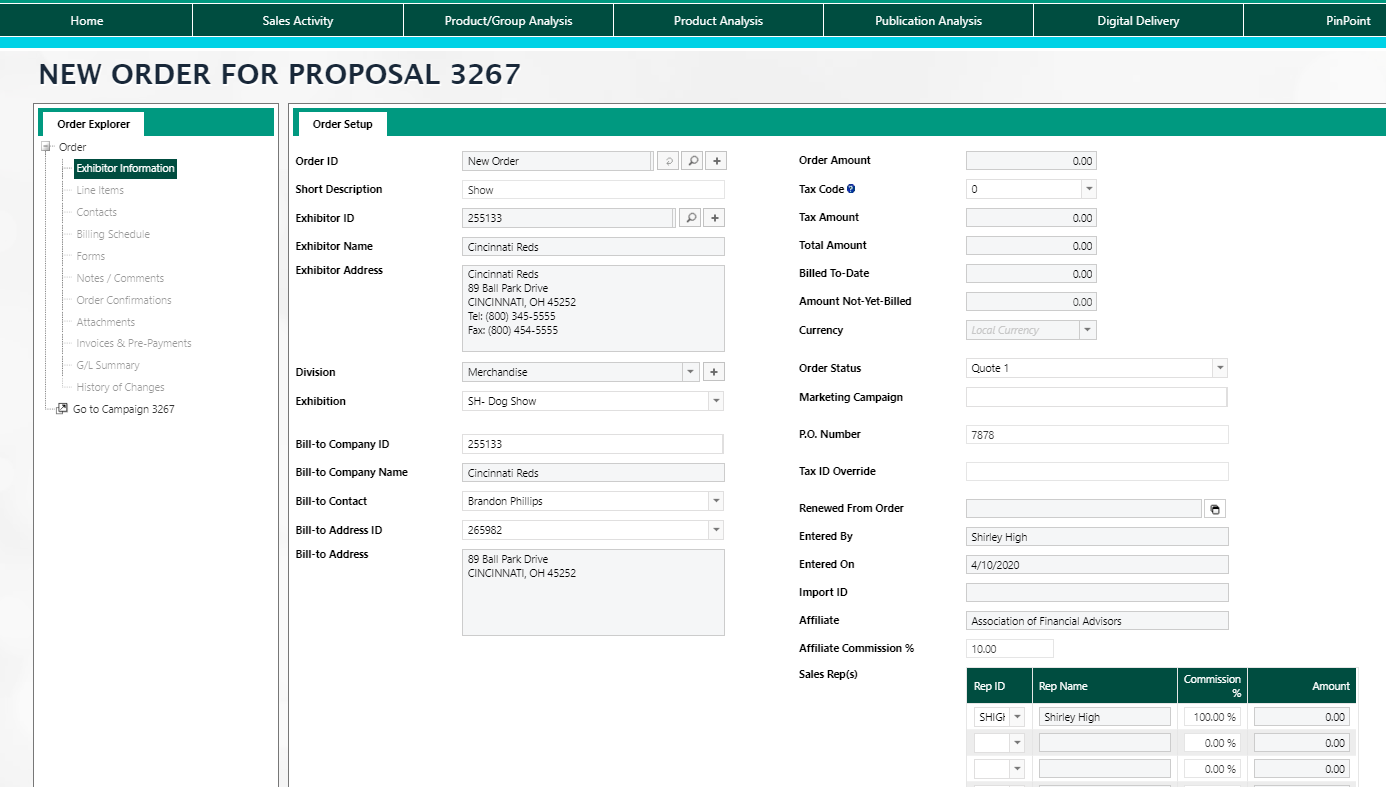 Home
Sales Activity
Product/Group Analysis
Product Analysis
Publication Analysis
Digital Delivery
PinPoint
NEW ORDER FOR PROPOSAL 3267
Order Explorer
Order
Exhibitor Information
Line Items
Contacts
Billing Schedule
Forms
Notes / Comments
Order Confirmations
Attachments
Invoices & Pre-Payments
G/L Summary
History of Changes
Go to Campaign 3267
Order Setup
Order ID New Order
Short Description Show
Exhibitor ID 255133
Exhibitor Name Cincinnati Reds
Exhibitor Address Cincinnati Reds
89 Ball Park Drive
CINCINNATI, OH 45252
Tel: (800) 345-5555
Fax: (800) 454-5555
Division Merchandise
Exhibition SH- Dog Show
Bill-to Company ID 255133
Bill-to Company Name Cincinnati Reds
Bill-to Contact Brandon Phillips
Bill-to Address ID 265982
Bill-to Address 89 Ball Park Drive
CINCINNATI, OH 45252
Order Amount 0.00
Tax Code ? 0
Tax Amount 0.00
Total Amount 0.00
Billed To-Date 0.00
Amount Not-Yet-Billed 0.00
Currency Local Currency
Order Status Quote 1
Marketing Campaign
P.O. Number 7878
Tax ID Override
Renewed From Order
Entered By Shirley High
Entered On 4/10/2020
Import ID
Affiliate Association of Financial Advisors
Affiliate Commission % 10.00
Sales Rep(s)
Rep ID Rep Name Commission % Amount
SHIGH Shirley High 100.00 % 0.00
0.00 % 0.00
0.00 % 0.00